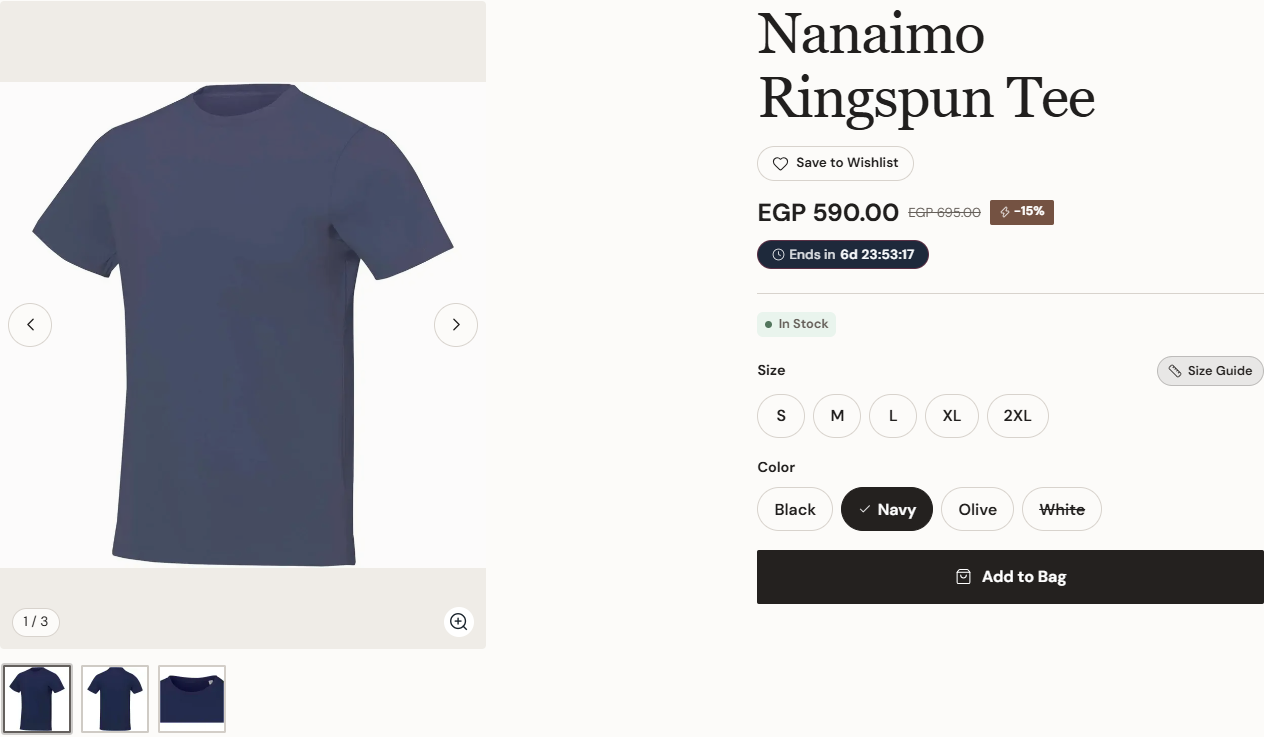 Nanaimo
Ringspun Tee
Save to Wishlist
EGP 590.00 EGP 695.00 −15%
Ends in 6d 23:53:17
In Stock
Size
Size Guide
S M L XL 2XL
Color
Black Navy Olive White
Add to Bag
1 / 3